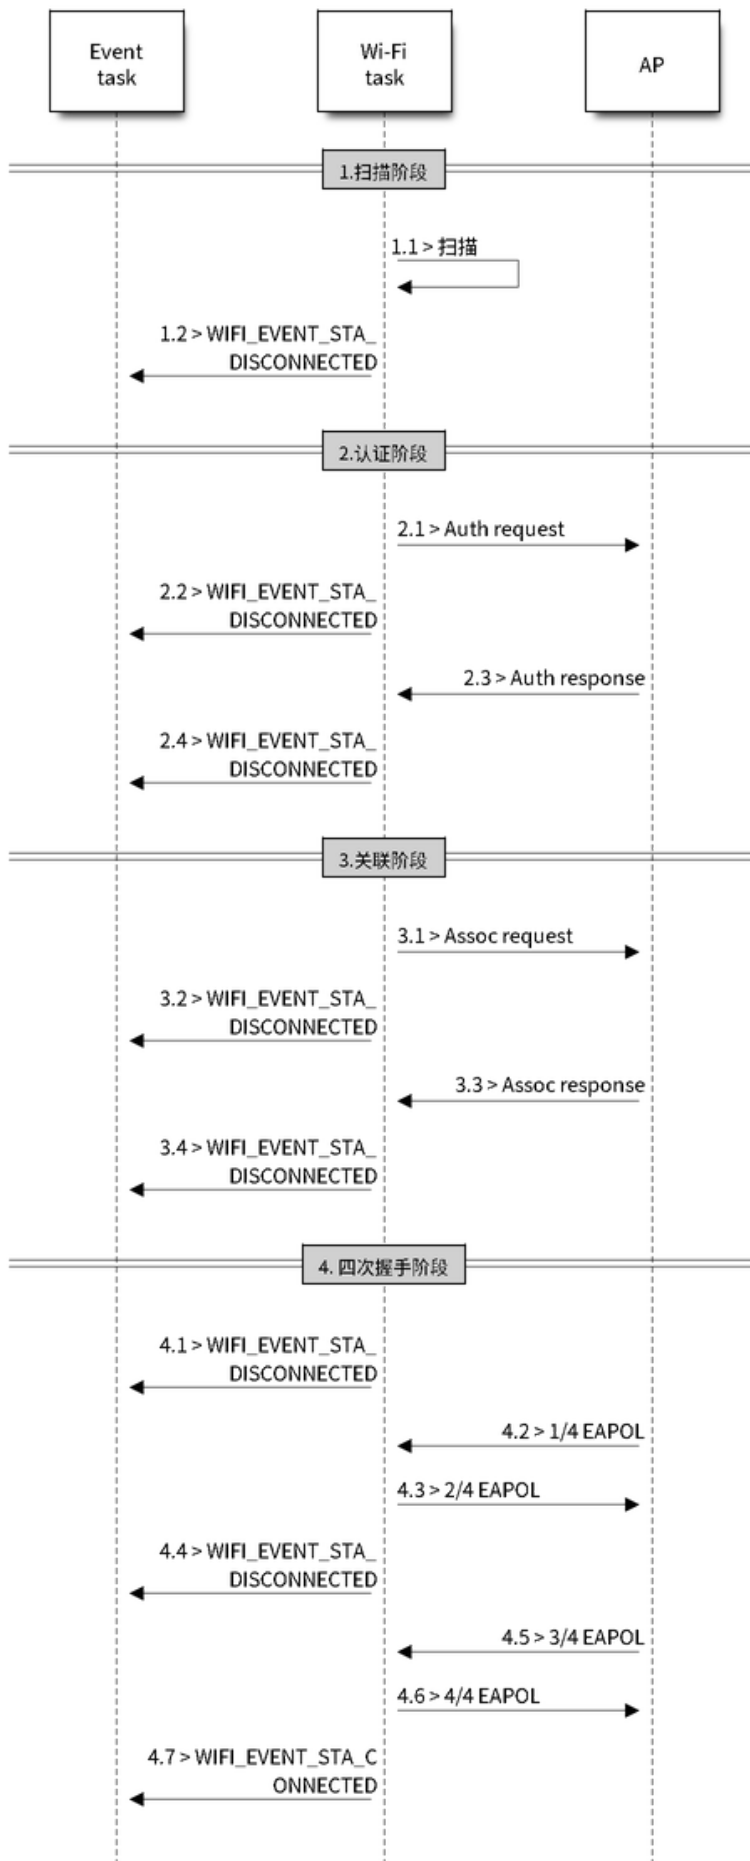 Event
task
Wi-Fi
task
AP
1.扫描阶段
1.1 > 扫描
1.2 > WIFI_EVENT_STA_
DISCONNECTED
2.认证阶段
2.1 > Auth request
2.2 > WIFI_EVENT_STA_
DISCONNECTED
2.3 > Auth response
2.4 > WIFI_EVENT_STA_
DISCONNECTED
3.关联阶段
3.1 > Assoc request
3.2 > WIFI_EVENT_STA_
DISCONNECTED
3.3 > Assoc response
3.4 > WIFI_EVENT_STA_
DISCONNECTED
4. 四次握手阶段
4.1 > WIFI_EVENT_STA_
DISCONNECTED
4.2 > 1/4 EAPOL
4.3 > 2/4 EAPOL
4.4 > WIFI_EVENT_STA_
DISCONNECTED
4.5 > 3/4 EAPOL
4.6 > 4/4 EAPOL
4.7 > WIFI_EVENT_STA_C
ONNECTED